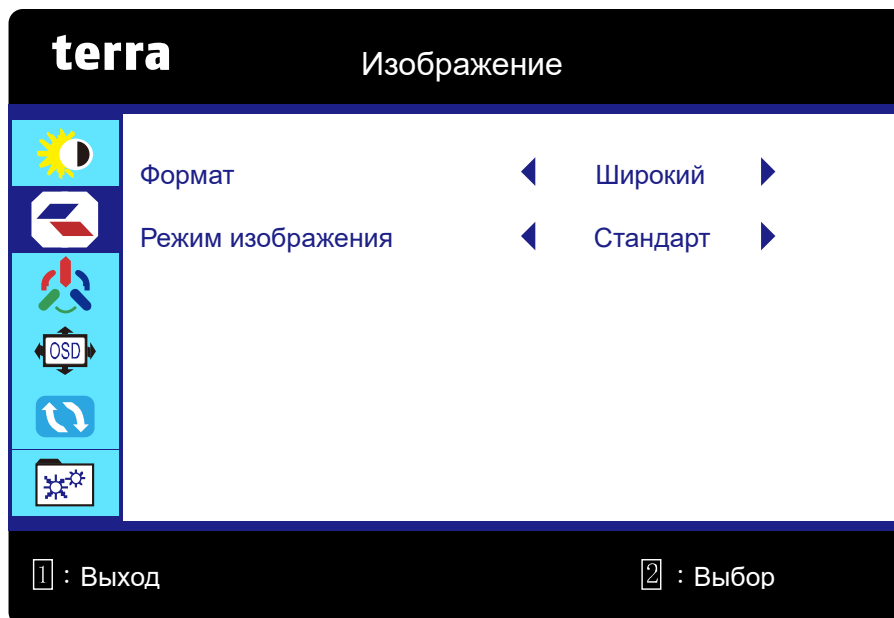 terra
Изображение
Формат Широкий
Режим изображения Стандарт
OSD
1 : Выход 2 : Выбор